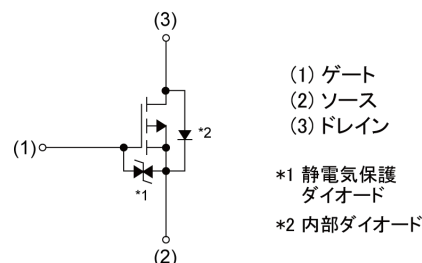 (3)
*2
(1)
*1
(2)
(1) ゲート
(2) ソース
(3) ドレイン
*1 静電気保護
ダイオード
*2 内部ダイオード